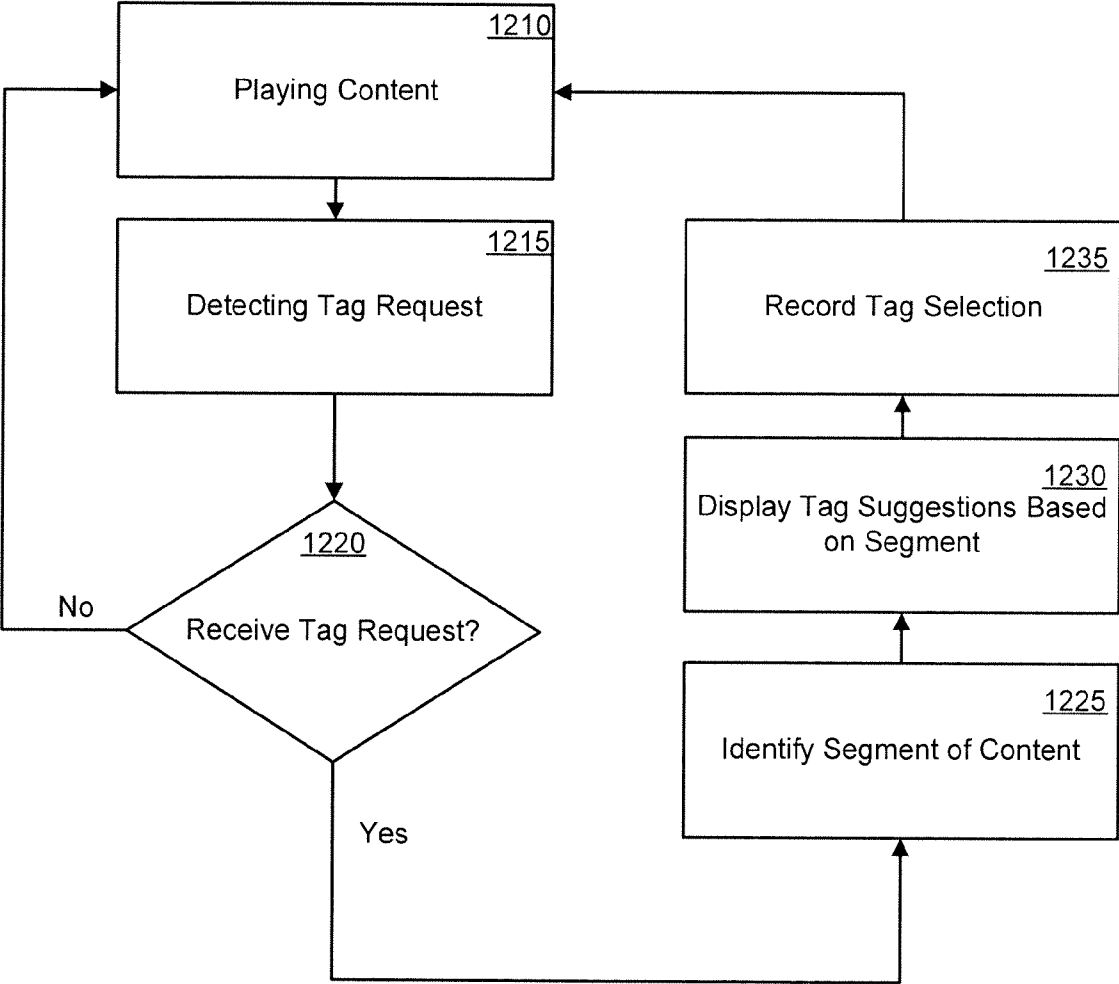 1210
Playing Content
1215
Detecting Tag Request
1220
Receive Tag Request?
No
Yes
1225
Identify Segment of Content
1230
Display Tag Suggestions Based
on Segment
1235
Record Tag Selection